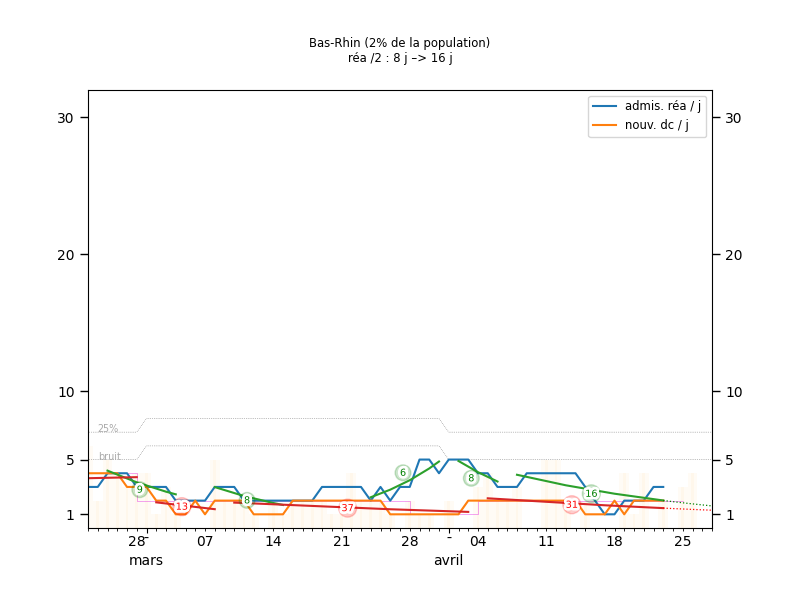 Bas-Rhin (2% de la population)
réa /2 : 8 j –> 16 j
admis. réa / j
nouv. dc / j
30 30
20 20
10 10
25%
bruit
5 5
6 8
9 8 16
13 37 31
1 1
28 - 07 14 21 28 - 04 11 18 25
mars avril